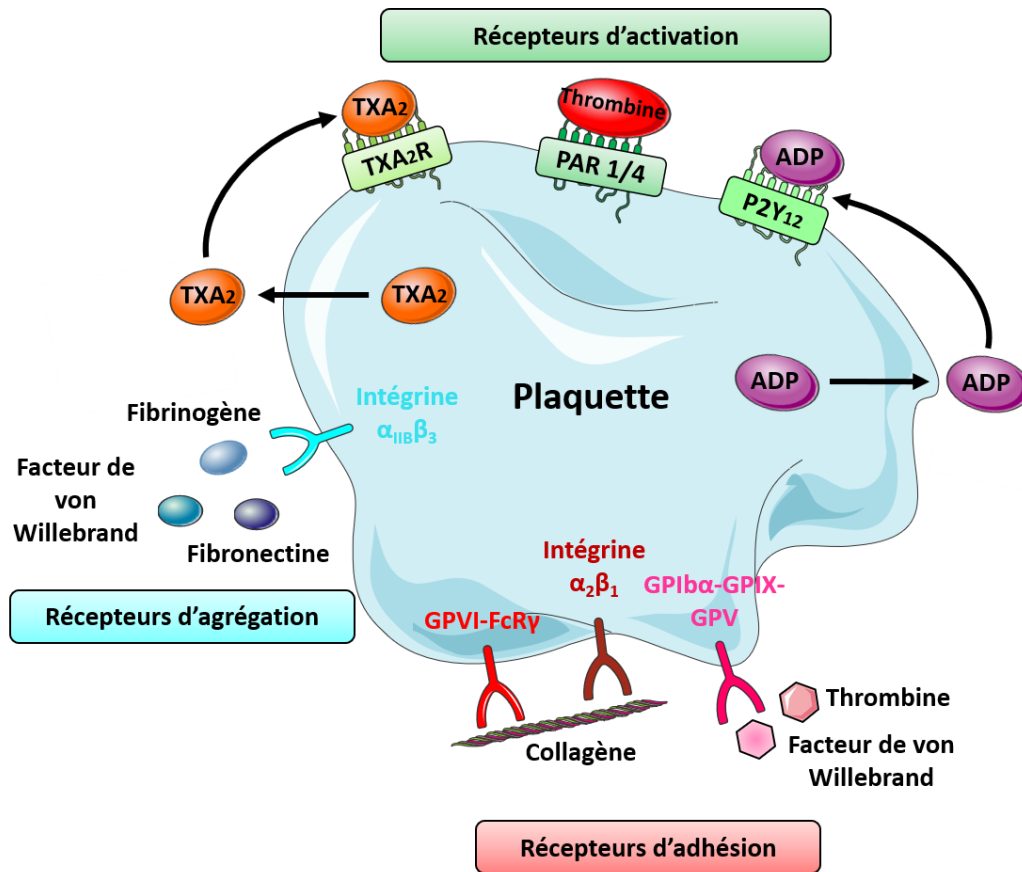 Récepteurs d'activation
TXA₂
Thrombine
ADP
TXA₂R
PAR 1/4
P2Y₁₂
TXA₂
TXA₂
ADP
ADP
Plaquette
Intégrine
αIIBβ₃
Fibrinogène
Facteur de
von
Willebrand
Fibronectine
Récepteurs d'agrégation
Intégrine
α₂β₁
GPVI-FcRγ
GPIbα-GPIX-
GPV
Collagène
Thrombine
Facteur de von
Willebrand
Récepteurs d'adhésion